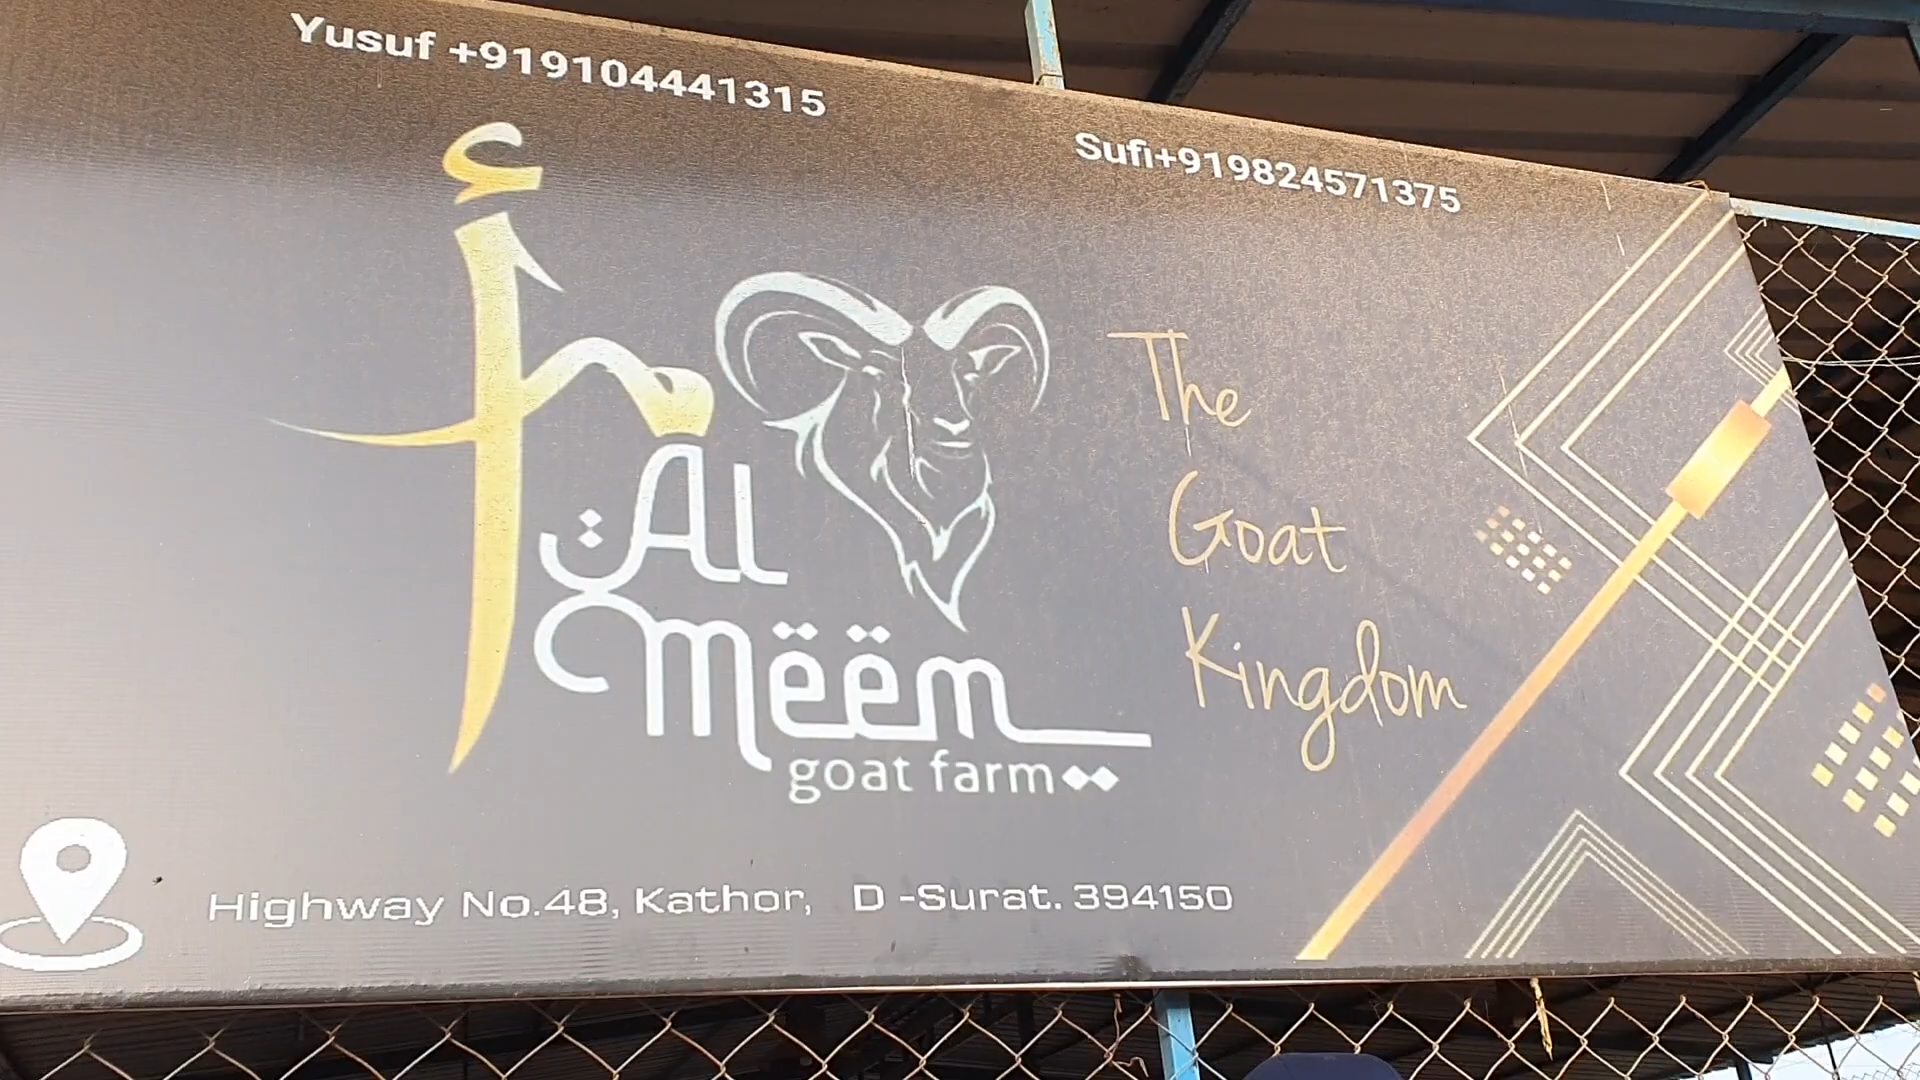 Yusuf +919104441315
Sufi+919824571375
Al
mëëm
goat farm
The
Goat
Kingdom
Highway No.48, Kathor, D -Surat. 394150